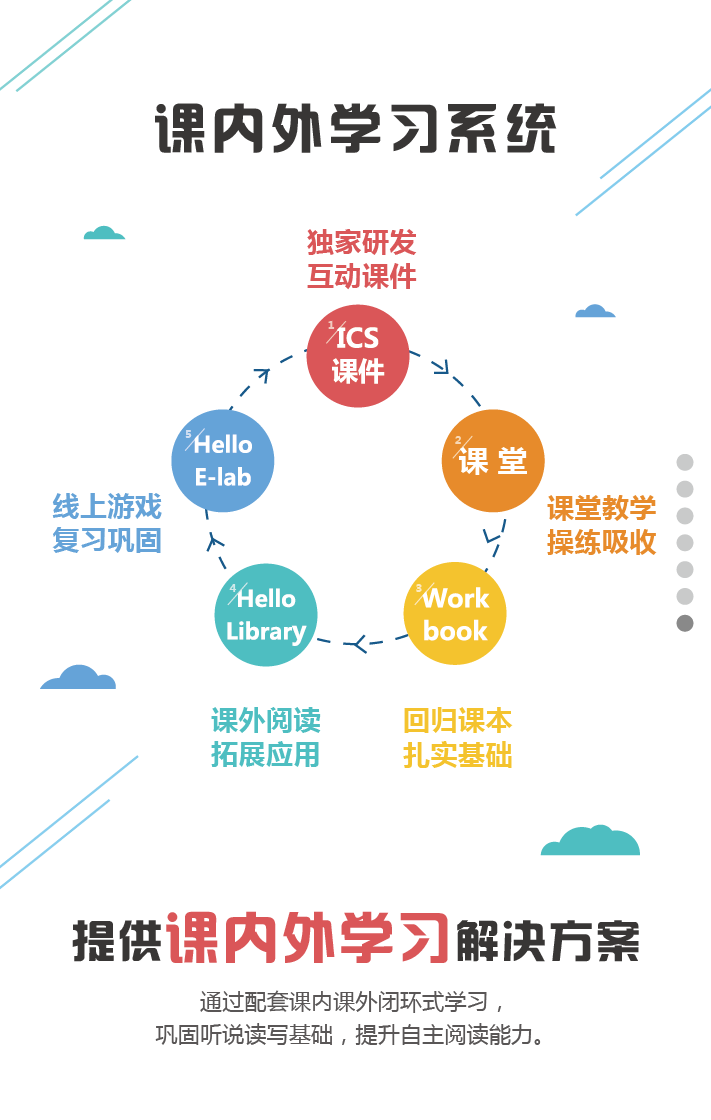 课内外学习系统
独家研发
互动课件
1
ICS
课件
2
课 堂
课堂教学
操练吸收
3
Work
book
回归课本
扎实基础
4
Hello
Library
课外阅读
拓展应用
5
Hello
E-lab
线上游戏
复习巩固
提供课内外学习解决方案
通过配套课内课外闭环式学习，
巩固听说读写基础，提升自主阅读能力。